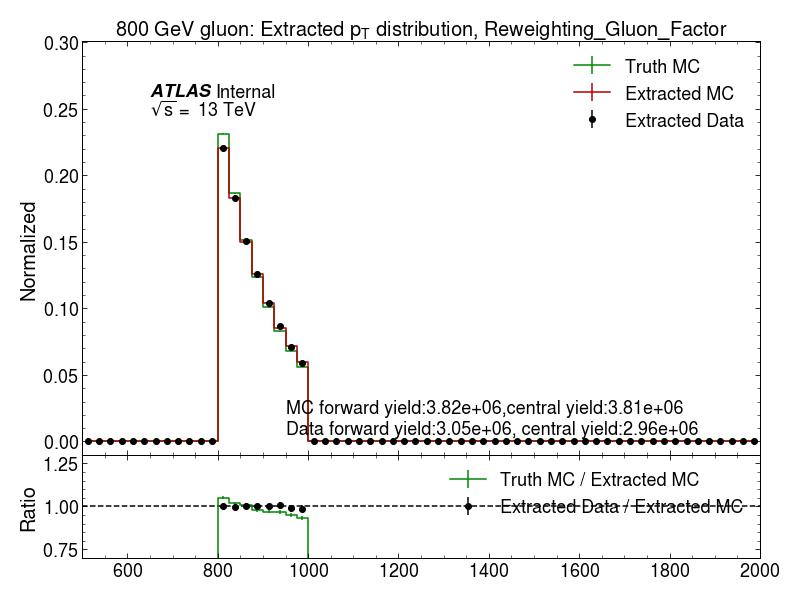 800 GeV gluon: Extracted pT distribution, Reweighting_Gluon_Factor
0.30
ATLAS Internal
√s = 13 TeV
Truth MC
Extracted MC
Extracted Data
0.25
0.20
0.15
0.10
0.05
0.00
Normalized
MC forward yield:3.82e+06,central yield:3.81e+06
Data forward yield:3.05e+06, central yield:2.96e+06
1.25
1.00
0.75
Ratio
Truth MC / Extracted MC
Extracted Data / Extracted MC
600 800 1000 1200 1400 1600 1800 2000